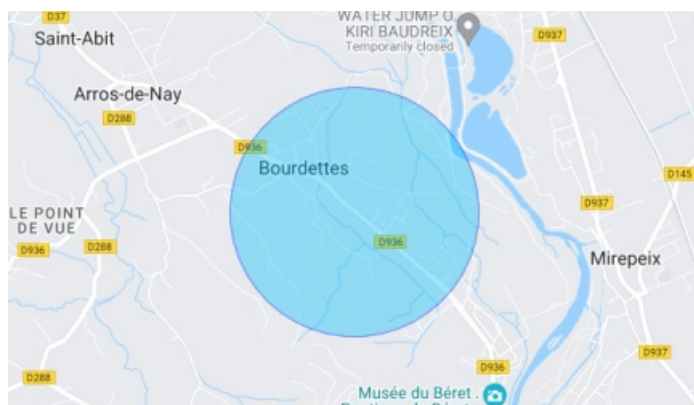 D37
WATER JUMP O
KIRI BAUDREIX
Temporarily closed
D937
Saint-Abit
Arros-de-Nay
D288
D936
Bourdettes
D145
LE POINT
DE VUE
D937
D288
D936
D936
Mirepeix
D937
D936
D288
Musée du Béret .